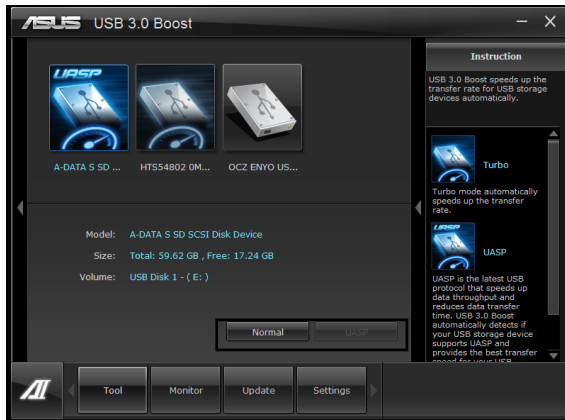 ASUS USB 3.0 Boost
UASP
A-DATA S SD ...
HTS54802 0M...
OCZ ENYO US...
Model: A-DATA S SD SCSI Disk Device
Size: Total: 59.62 GB , Free: 17.24 GB
Volume: USB Disk 1 - ( E: )
Normal
UASP
Instruction
USB 3.0 Boost speeds up the
transfer rate for USB storage
devices automatically.
Turbo
Turbo mode automatically
speeds up the transfer
rate.
UASP
UASP
UASP is the latest USB
protocol that speeds up
data throughput and
reduces data transfer
time. USB 3.0 Boost
automatically detects if
your USB storage device
supports UASP and
provides the best transfer
speed for your USB
Tool
Monitor
Update
Settings